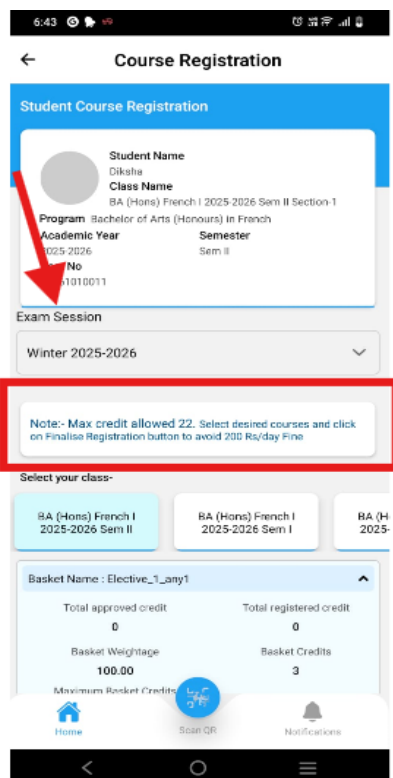 6:43
Course Registration
Student Course Registration
Student Name
Diksha
Class Name
BA (Hons) French I 2025-2026 Sem II Section-1
Program Bachelor of Arts (Honours) in French
Academic Year Semester
2025-2026 Sem II
No
1010011
Exam Session
Winter 2025-2026
Note:- Max credit allowed 22. Select desired courses and click
on Finalise Registration button to avoid 200 Rs/day Fine
Select your class-
BA (Hons) French I BA (Hons) French I BA (H
2025-2026 Sem II 2025-2026 Sem I 2025-
Basket Name : Elective_1_any1
Total approved credit Total registered credit
0 0
Basket Weightage Basket Credits
100.00 3
Maximum Basket Credits
Home Scan QR Notifications